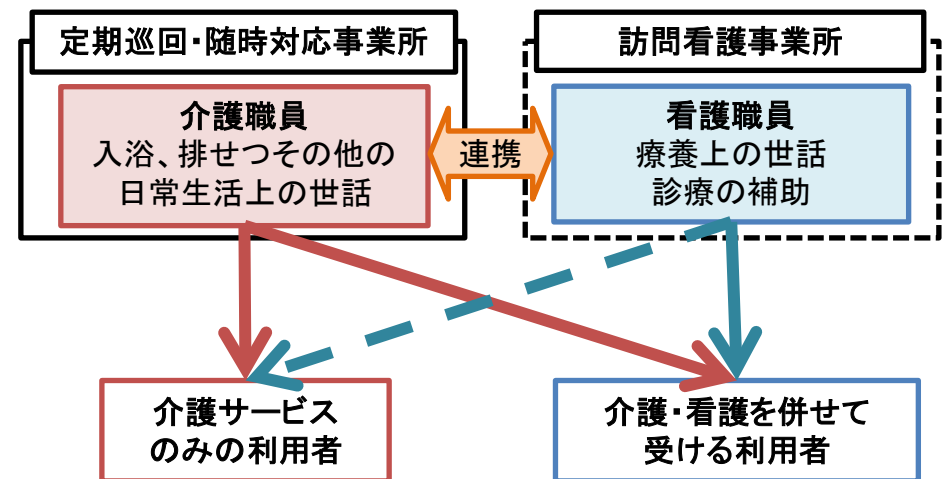 定期巡回・随時対応事業所
介護職員
入浴、排せつその他の
日常生活上の世話
連携
訪問看護事業所
看護職員
療養上の世話
診療の補助
介護サービス
のみの利用者
介護・看護を併せて
受ける利用者